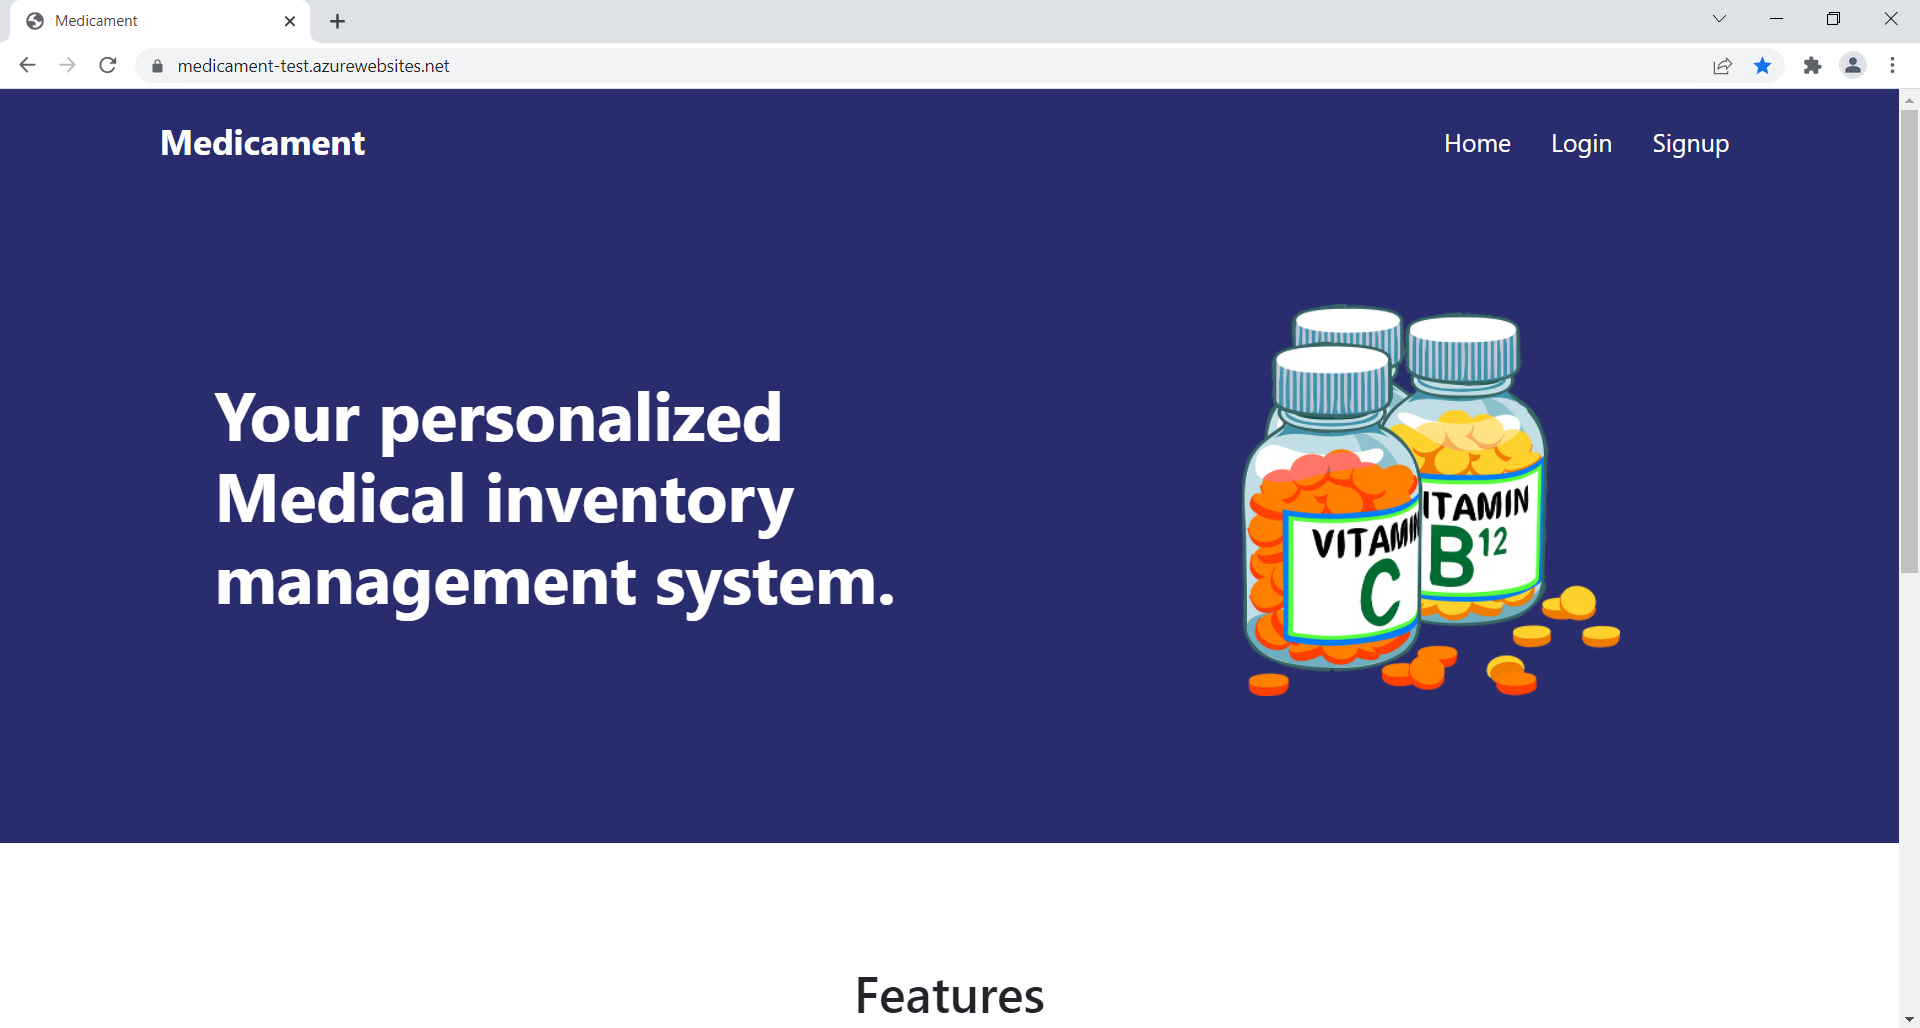 Medicament
medicament-test.azurewebsites.net
Medicament
Home Login Signup
Your personalized
Medical inventory
management system.
VITAMIN
C
ITAMIN
B12
Features